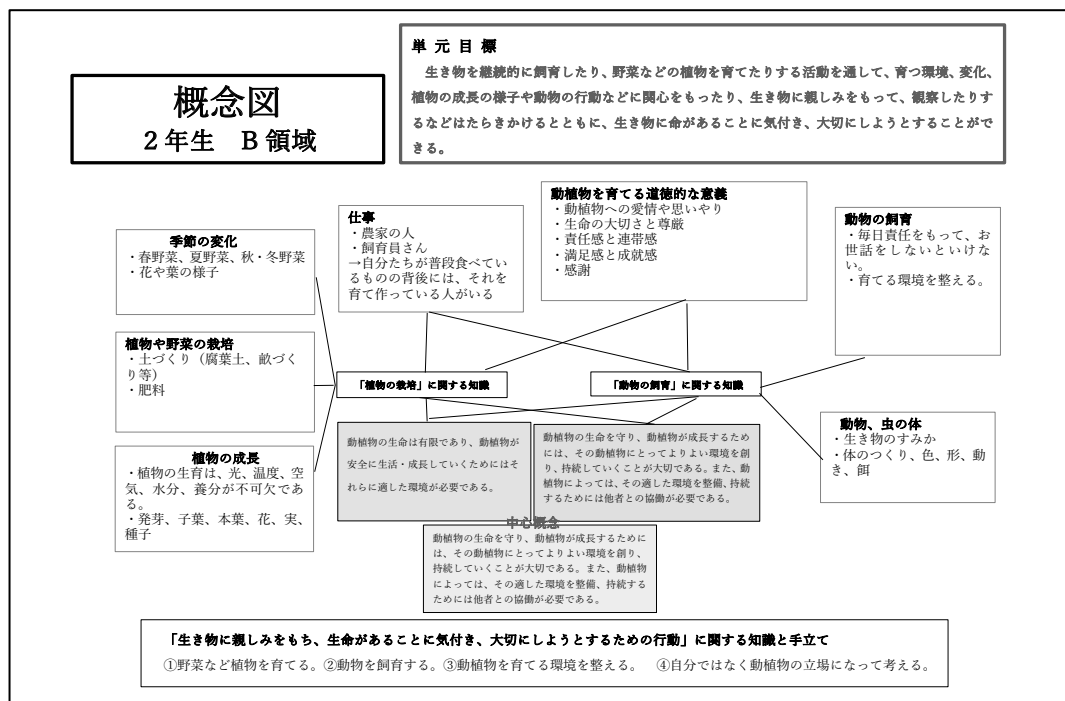 概念図
2年生　B領域
単 元 目 標
生き物を継続的に飼育したり、野菜などの植物を育てたりする活動を通して、育つ環境、変化、
植物の成長の様子や動物の行動などに関心をもったり、生き物に親しみをもって、観察したりす
るなどはたらきかけるとともに、生き物に命があることに気付き、大切にしようとすることがで
きる。
季節の変化
・春野菜、夏野菜、秋・冬野菜
・花や葉の様子
仕事
・農家の人
・飼育員さん
→自分たちが普段食べてい
るものの背後には、それを
育て作っている人がいる
動植物を育てる道徳的な意義
・動植物への愛情や思いやり
・生命の大切さと尊厳
・責任感と連帯感
・満足感と成就感
・感謝
動物の飼育
・毎日責任をもって、お
世話をしないといけな
い。
・育てる環境を整える。
植物や野菜の栽培
・土づくり（腐葉土、畝づく
り等）
・肥料
「植物の栽培」に関する知識
「動物の飼育」に関する知識
植物の成長
・植物の生育は、光、温度、空
気、水分、養分が不可欠であ
る。
・発芽、子葉、本葉、花、実、
種子
動植物の生命は有限であり、動植物が
安全に生活・成長していくためにはそ
れらに適した環境が必要である。
動植物の生命を守り、動植物が成長するため
には、その動植物にとってよりよい環境を創
り、持続していくことが大切である。また、動
植物によっては、その適した環境を整備、持続
するためには他者との協働が必要である。
動物、虫の体
・生き物のすみか
・体のつくり、色、形、動
き、餌
中心概念
動植物の生命を守り、動植物が成長するために
は、その動植物にとってよりよい環境を創り、
持続していくことが大切である。また、動植物
によっては、その適した環境を整備、持続する
ためには他者との協働が必要である。
「生き物に親しみをもち、生命があることに気付き、大切にしようとするための行動」に関する知識と手立て
①野菜など植物を育てる。②動物を飼育する。③動植物を育てる環境を整える。　④自分ではなく動植物の立場になって考える。